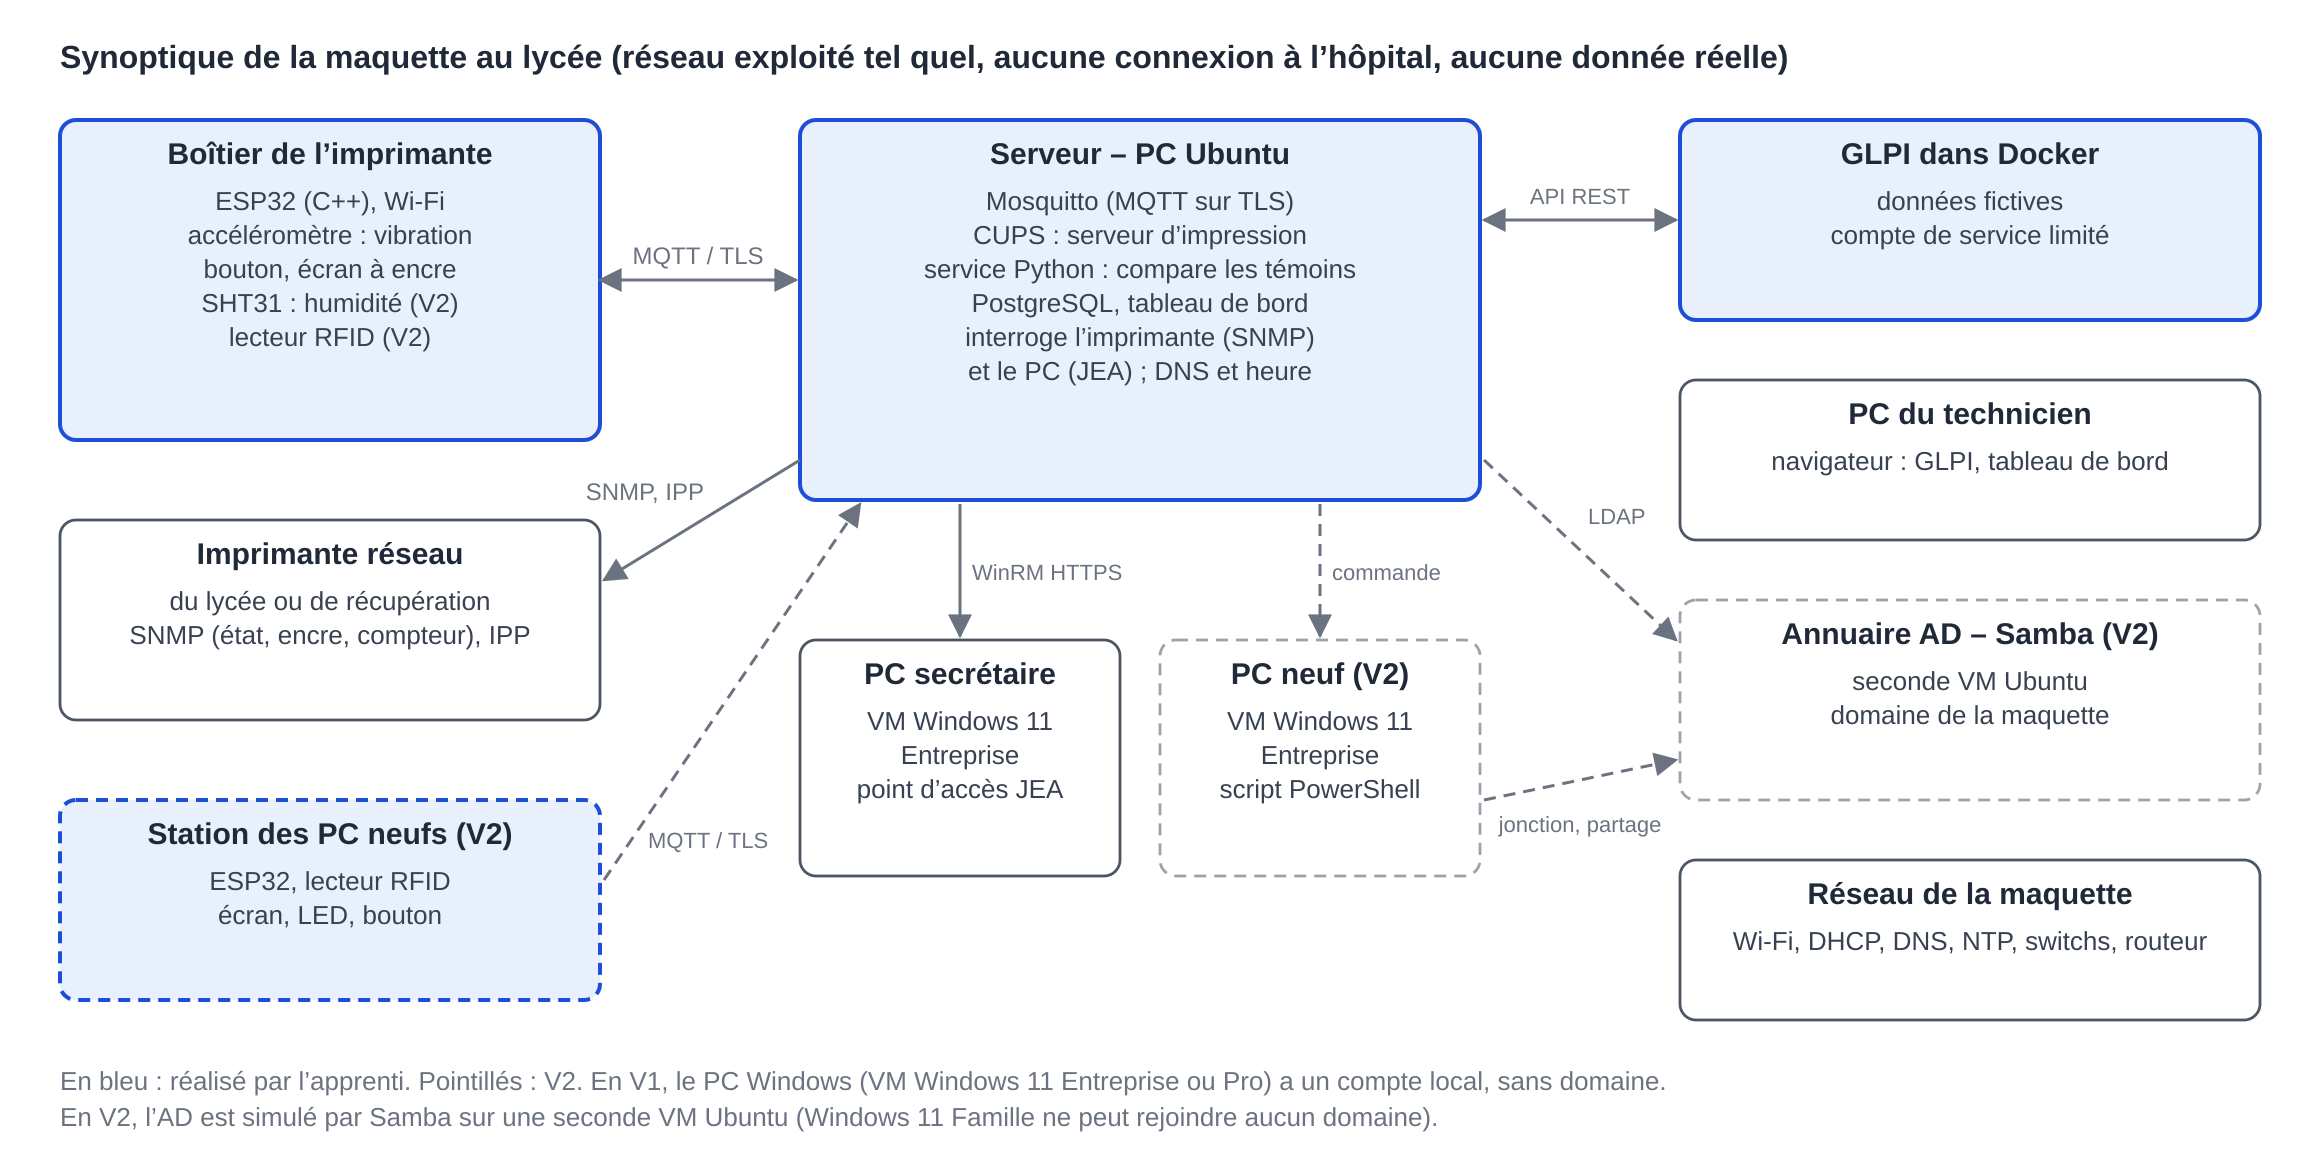 Synoptique de la maquette au lycée (réseau exploité tel quel, aucune connexion à l’hôpital, aucune donnée réelle)
Boîtier de l’imprimante
ESP32 (C++), Wi-Fi
accéléromètre : vibration
bouton, écran à encre
SHT31 : humidité (V2)
lecteur RFID (V2)
MQTT / TLS
Serveur – PC Ubuntu
Mosquitto (MQTT sur TLS)
CUPS : serveur d’impression
service Python : compare les témoins
PostgreSQL, tableau de bord
interroge l’imprimante (SNMP)
et le PC (JEA) ; DNS et heure
API REST
GLPI dans Docker
données fictives
compte de service limité
PC du technicien
navigateur : GLPI, tableau de bord
SNMP, IPP
LDAP
Imprimante réseau
du lycée ou de récupération
SNMP (état, encre, compteur), IPP
WinRM HTTPS
commande
PC secrétaire
VM Windows 11
Entreprise
point d’accès JEA
PC neuf (V2)
VM Windows 11
Entreprise
script PowerShell
Annuaire AD – Samba (V2)
seconde VM Ubuntu
domaine de la maquette
jonction, partage
MQTT / TLS
Station des PC neufs (V2)
ESP32, lecteur RFID
écran, LED, bouton
Réseau de la maquette
Wi-Fi, DHCP, DNS, NTP, switchs, routeur
En bleu : réalisé par l’apprenti. Pointillés : V2. En V1, le PC Windows (VM Windows 11 Entreprise ou Pro) a un compte local, sans domaine.
En V2, l’AD est simulé par Samba sur une seconde VM Ubuntu (Windows 11 Famille ne peut rejoindre aucun domaine).